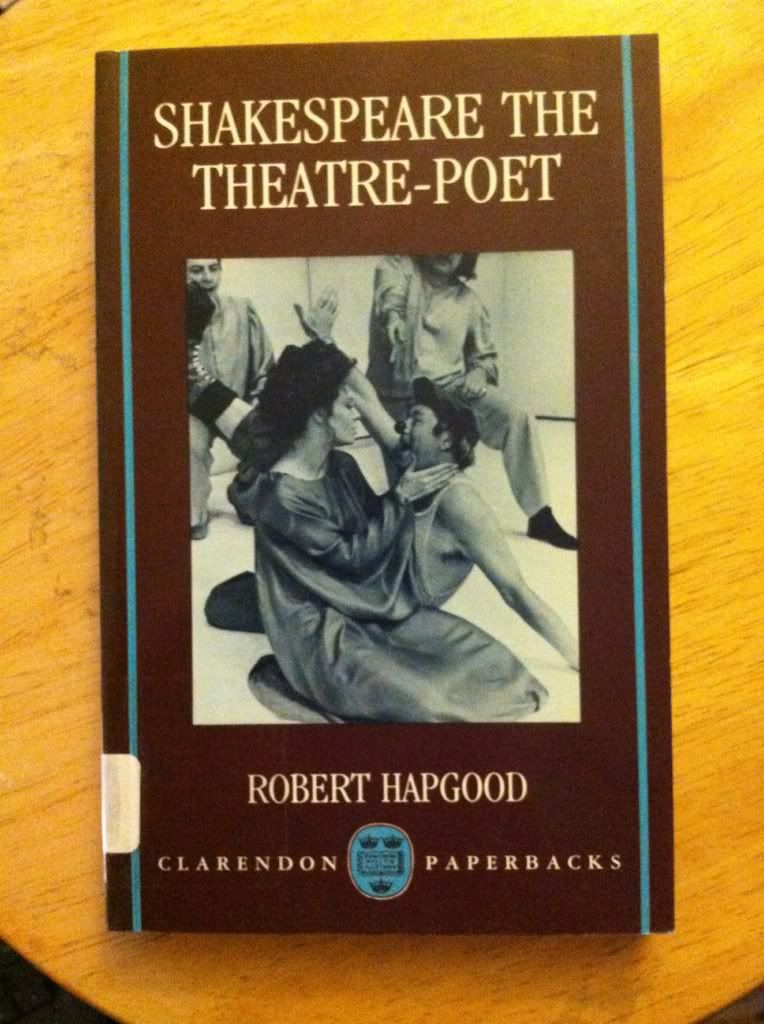 SHAKESPEARE THE
THEATRE-POET
ROBERT HAPGOOD
CLARENDON PAPERBACKS